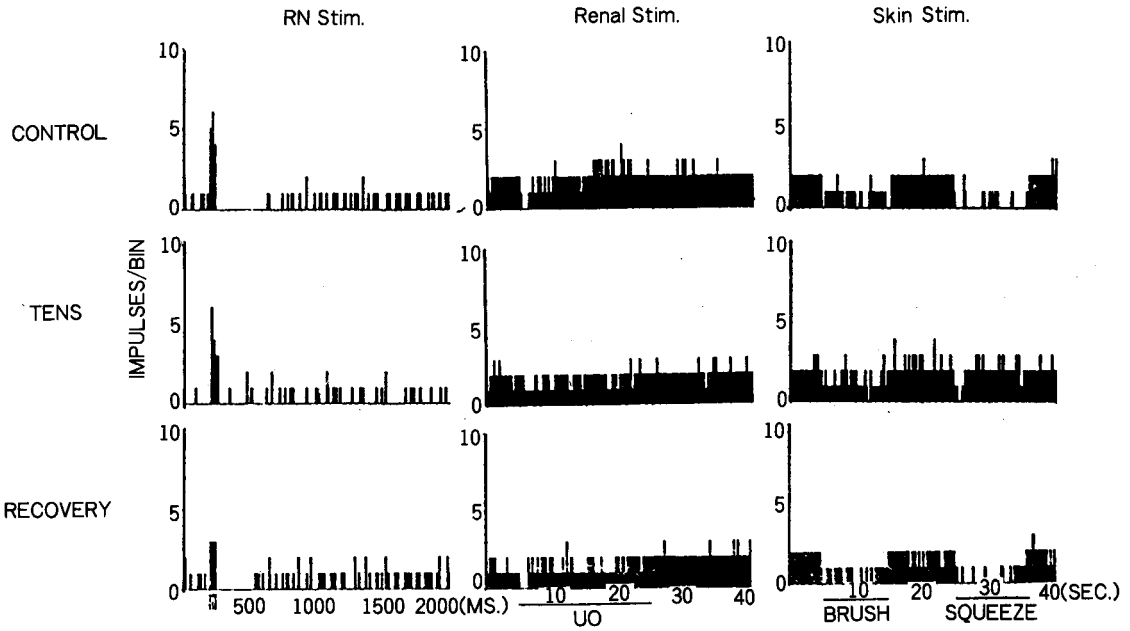 RN Stim. Renal Stim. Skin Stim.
CONTROL
10 5 0
10 5 0
10 5 0
TENS
IMPULSES/BIN
10 5 0
10 5 0
10 5 0
RECOVERY
10 5 0
10 5 0
10 5 0
500 1000 1500 2000(MS.)
10 20 30 40
UO
10 20 30 40(SEC.)
BRUSH SQUEEZE